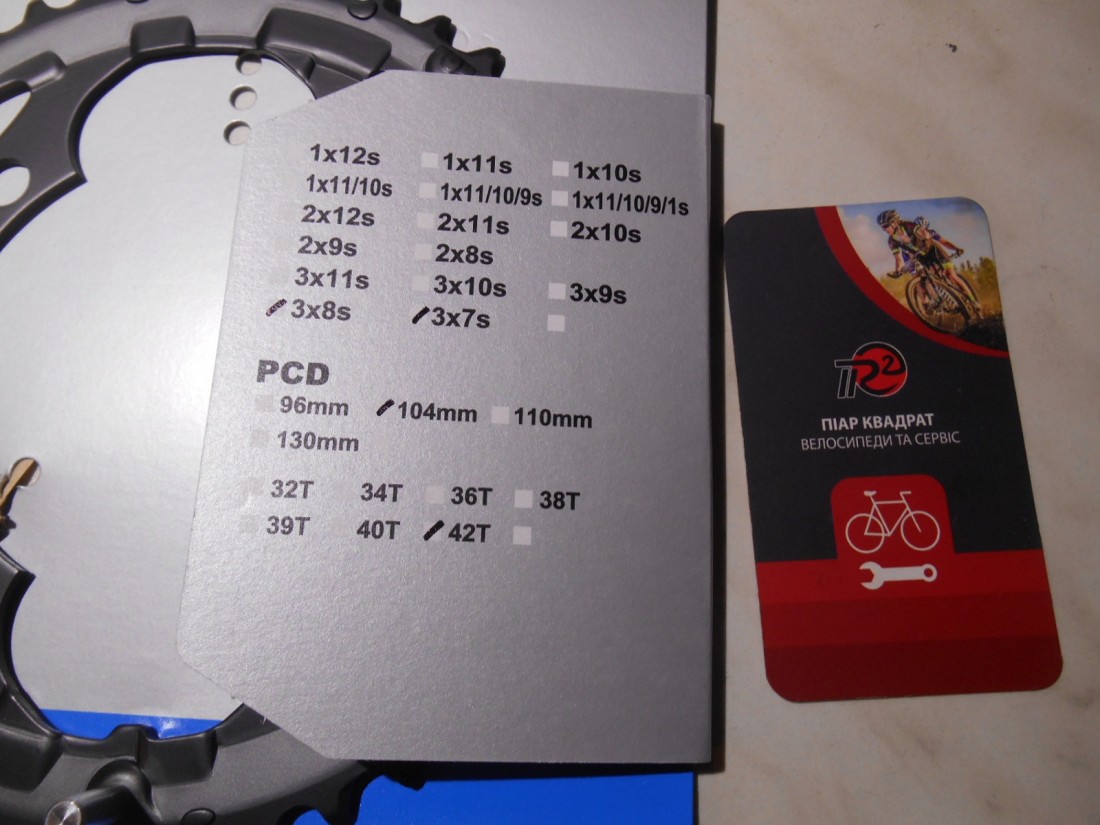 1x12s 1x11s 1x10s
1x11/10s 1x11/10/9s 1x11/10/9/1s
2x12s 2x11s 2x10s
2x9s 2x8s
3x11s 3x10s 3x9s
3x8s 3x7s
PCD
96mm 104mm 110mm
130mm
32T 34T 36T 38T
39T 40T 42T
ПR2
ПІАР КВАДРАТ
ВЕЛОСИПЕДИ ТА СЕРВІС